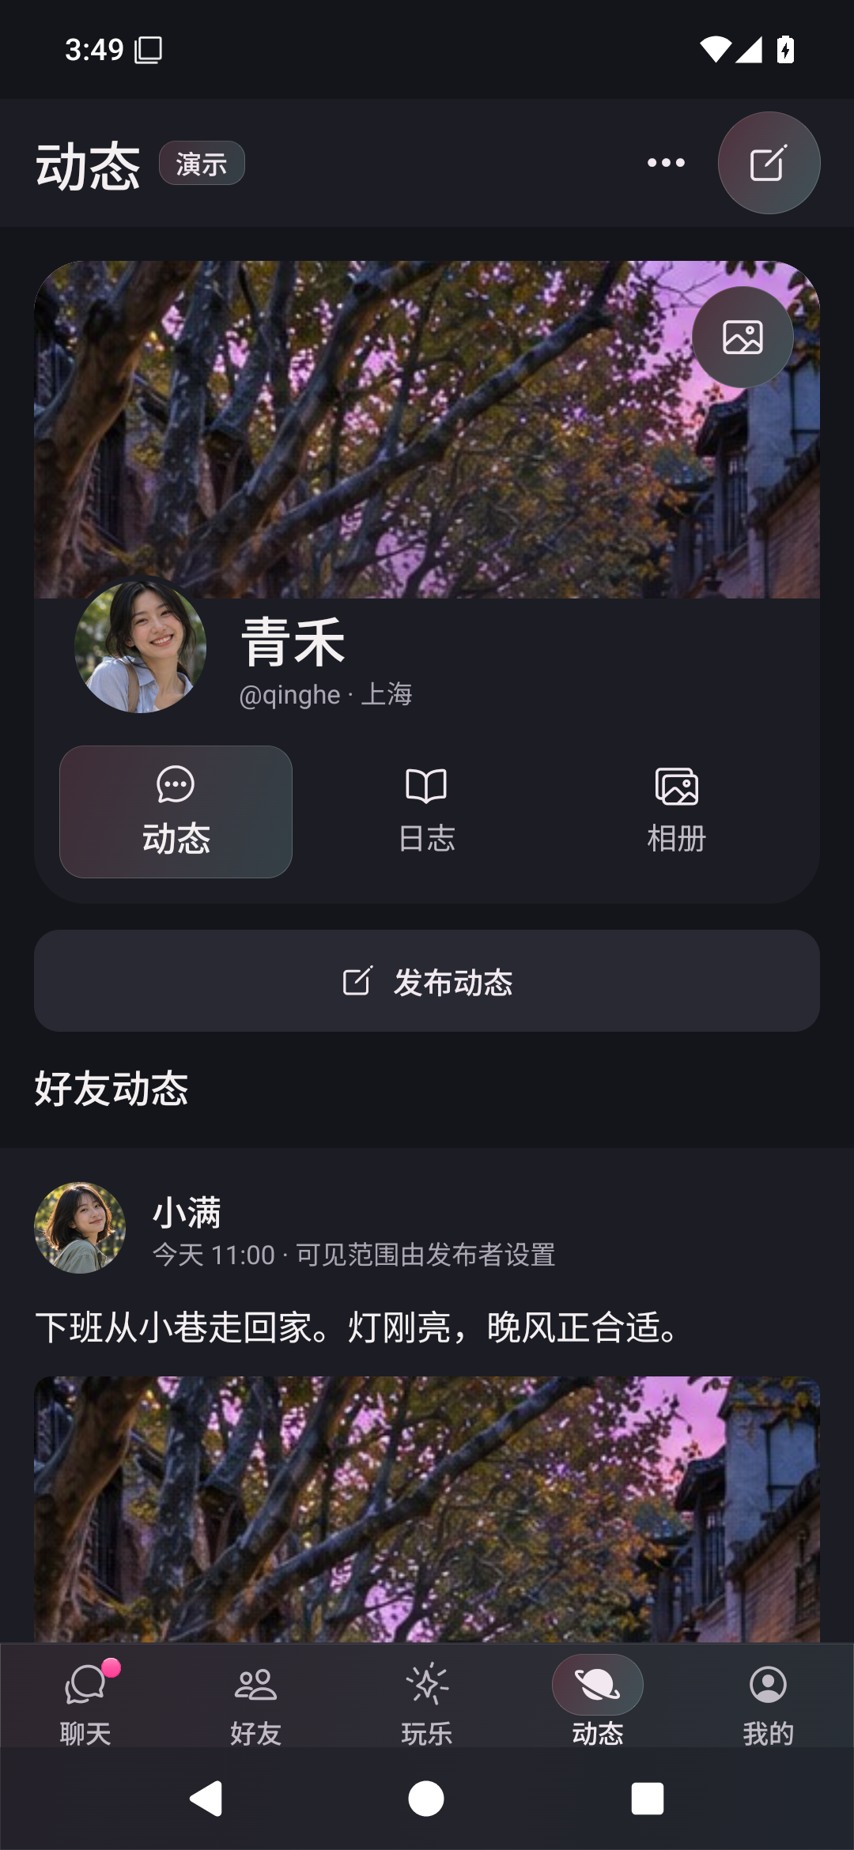 3:49
动态 演示
青禾
@qinghe · 上海
动态 日志 相册
发布动态
好友动态
小满
今天 11:00 · 可见范围由发布者设置
下班从小巷走回家。灯刚亮，晚风正合适。
聊天 好友 玩乐 动态 我的